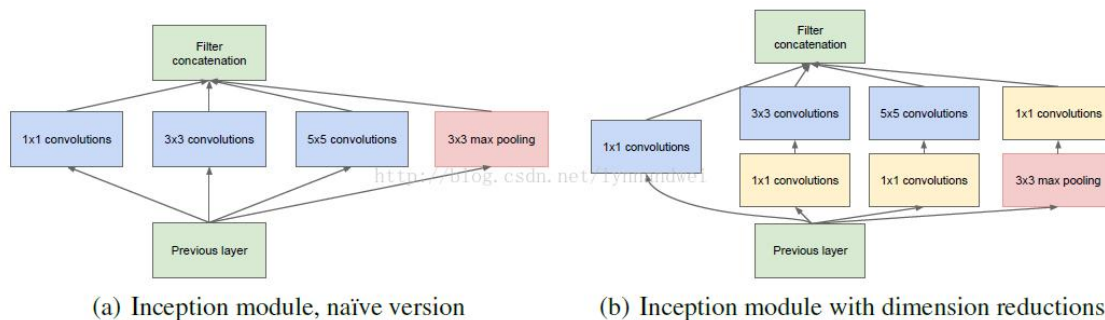 Filter
concatenation
1x1 convolutions
3x3 convolutions
5x5 convolutions
3x3 max pooling
Previous layer
(a) Inception module, naïve version
Filter
concatenation
3x3 convolutions
5x5 convolutions
1x1 convolutions
1x1 convolutions
1x1 convolutions
1x1 convolutions
3x3 max pooling
Previous layer
(b) Inception module with dimension reductions